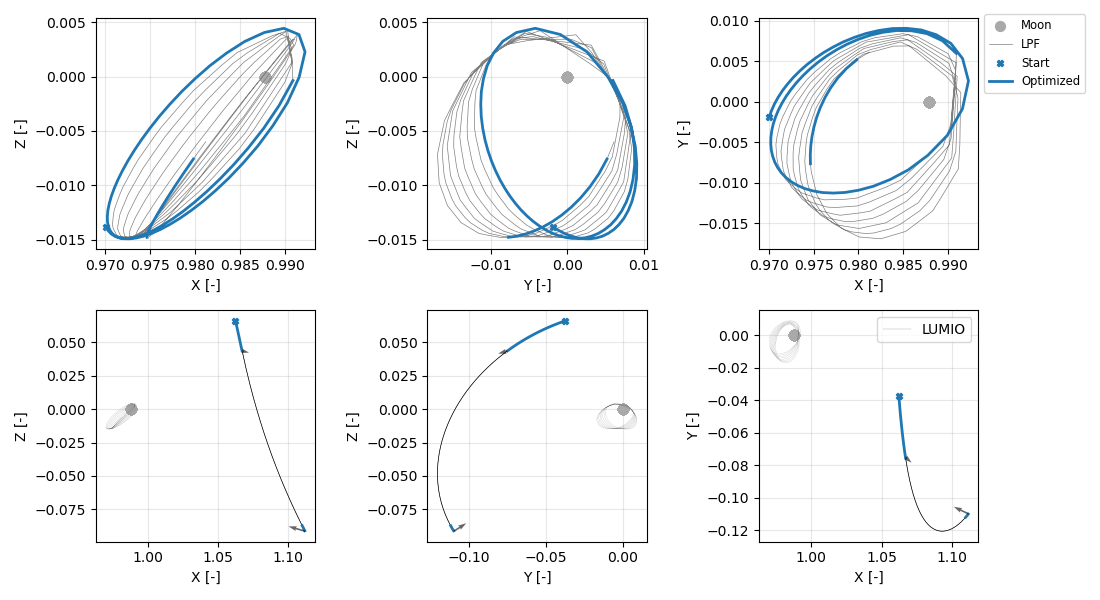 0.005
0.000
−0.005
−0.010
−0.015
Z [-]
0.970 0.975 0.980 0.985 0.990
X [-]
0.005
0.000
−0.005
−0.010
−0.015
Z [-]
−0.01 0.00 0.01
Y [-]
0.010
0.005
0.000
−0.005
−0.010
−0.015
Y [-]
0.970 0.975 0.980 0.985 0.990
X [-]
Moon
LPF
Start
Optimized
0.050
0.025
0.000
−0.025
−0.050
−0.075
Z [-]
1.00 1.05 1.10
X [-]
0.050
0.025
0.000
−0.025
−0.050
−0.075
Z [-]
−0.10 −0.05 0.00
Y [-]
0.00
−0.02
−0.04
−0.06
−0.08
−0.10
−0.12
Y [-]
1.00 1.05 1.10
X [-]
LUMIO